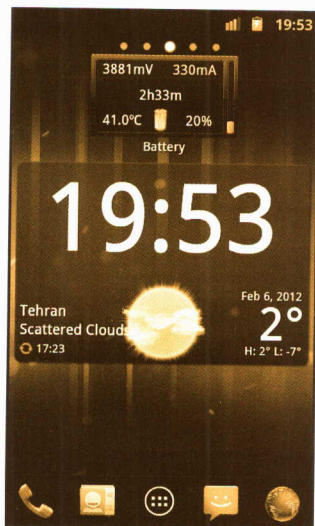 19:53
3881mV 330mA
2h33m
41.0°C 20%
Battery
19:53
Feb 6, 2012
Tehran
2°
Scattered Clouds
17:23
H: 2° L: -7°